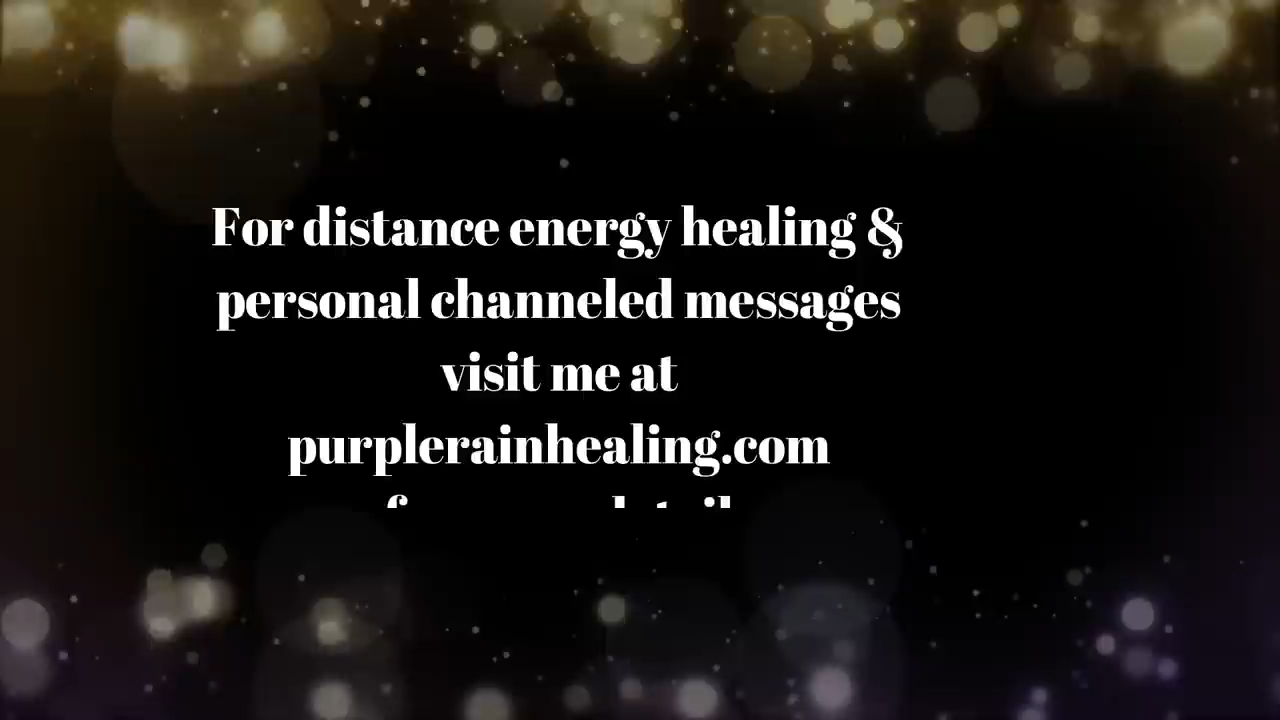 For distance energy healing &
personal channeled messages
visit me at
purplerainhealing.com